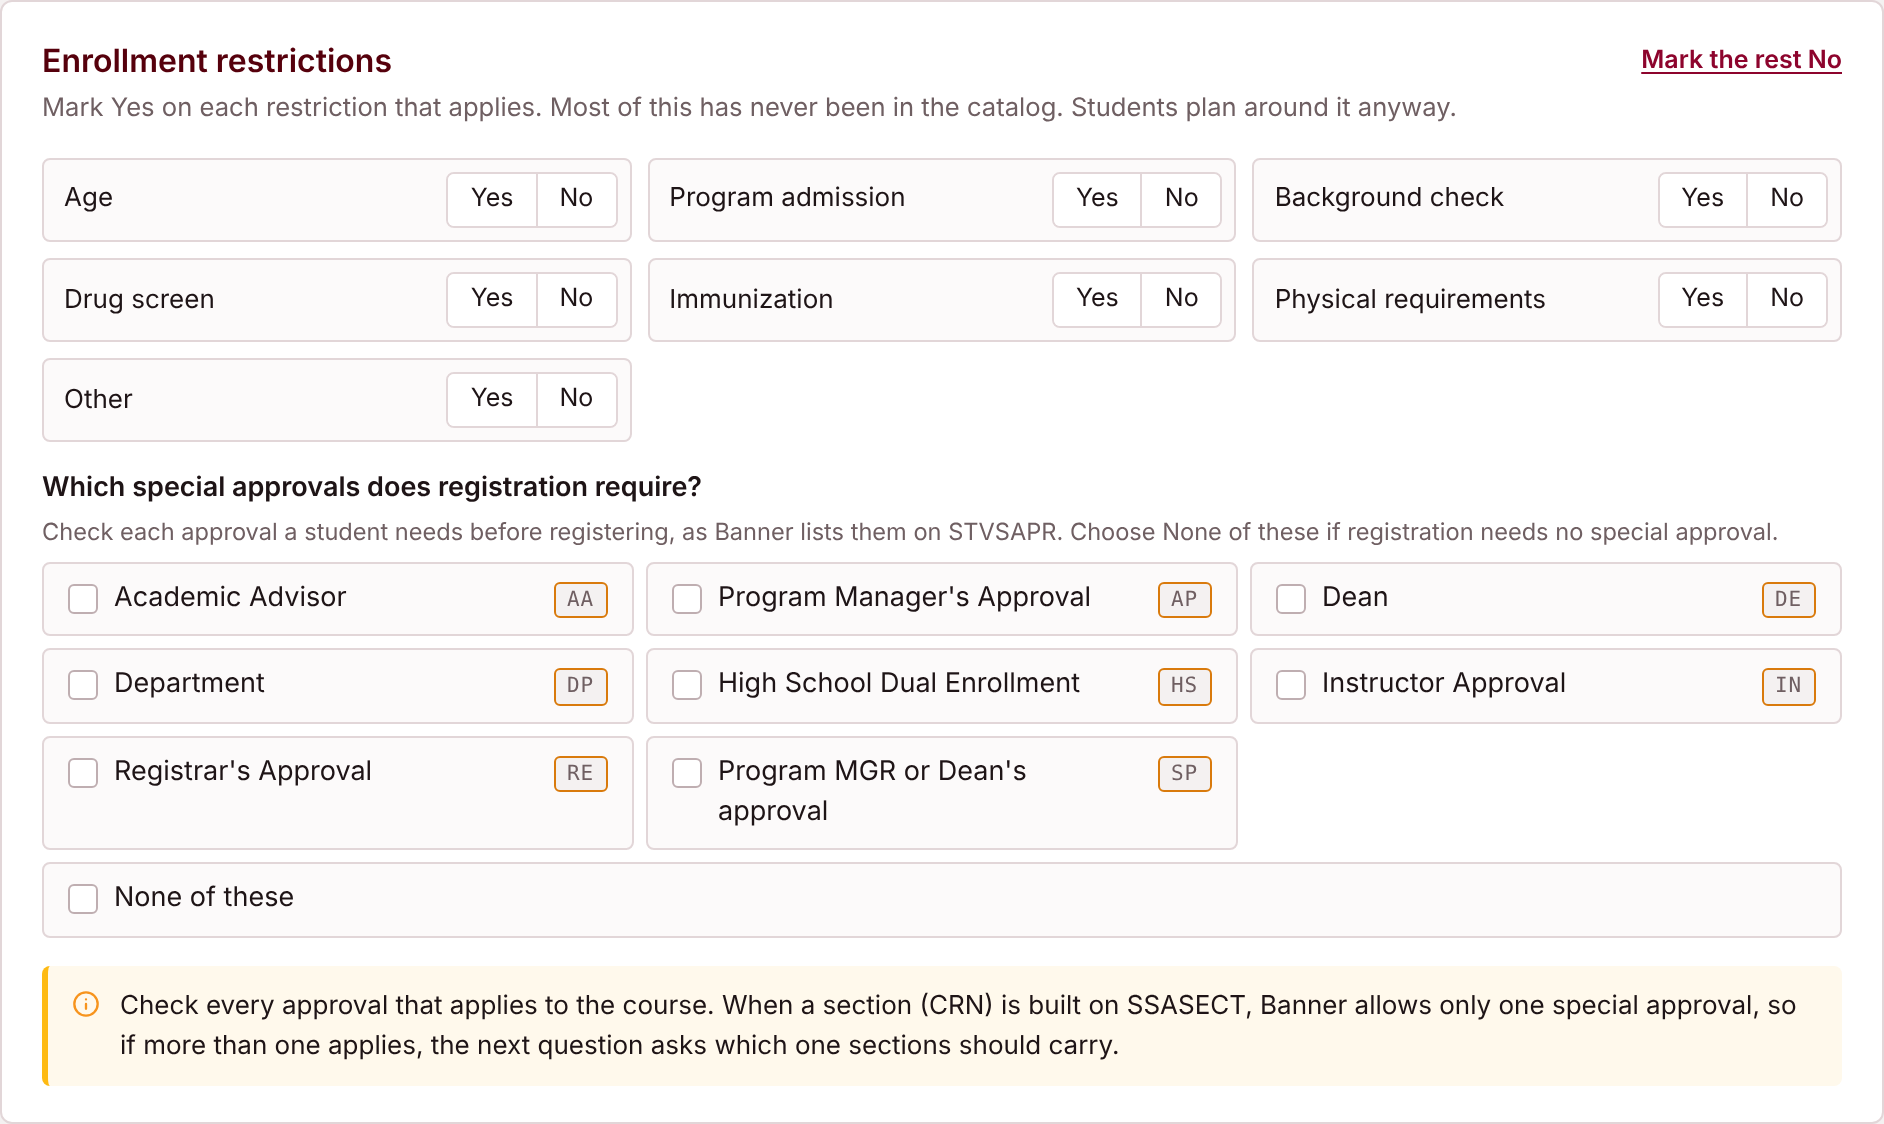 Enrollment restrictions
Mark the rest No
Mark Yes on each restriction that applies. Most of this has never been in the catalog. Students plan around it anyway.
Age Yes No
Program admission Yes No
Background check Yes No
Drug screen Yes No
Immunization Yes No
Physical requirements Yes No
Other Yes No
Which special approvals does registration require?
Check each approval a student needs before registering, as Banner lists them on STVSAPR. Choose None of these if registration needs no special approval.
Academic Advisor AA
Program Manager's Approval AP
Dean DE
Department DP
High School Dual Enrollment HS
Instructor Approval IN
Registrar's Approval RE
Program MGR or Dean's SP
approval
None of these
Check every approval that applies to the course. When a section (CRN) is built on SSASECT, Banner allows only one special approval, so
if more than one applies, the next question asks which one sections should carry.